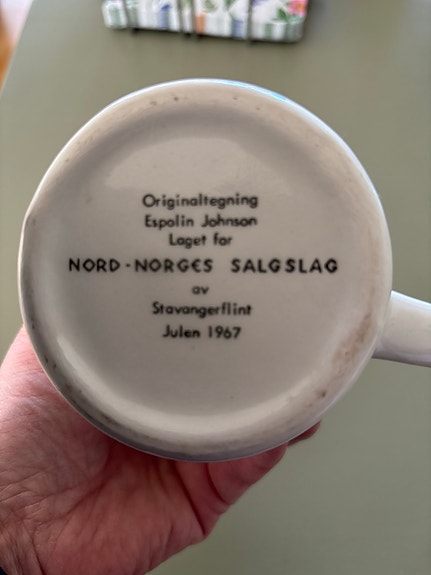 Originaltegning
Espolin Johnson
Laget for
NORD-NORGES SALGSLAG
av
Stavangerflint
Julen 1967